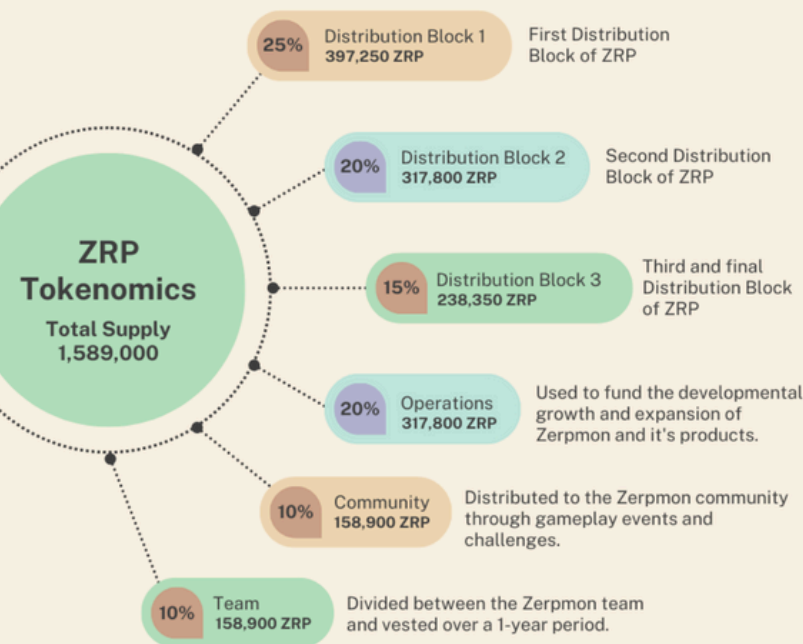 25%
Distribution Block 1
397,250 ZRP
First Distribution
Block of ZRP
20%
Distribution Block 2
317,800 ZRP
Second Distribution
Block of ZRP
ZRP
Tokenomics
Total Supply
1,589,000
15%
Distribution Block 3
238,350 ZRP
Third and final
Distribution Block
of ZRP
20%
Operations
317,800 ZRP
Used to fund the developmental
growth and expansion of
Zerpmon and it's products.
10%
Community
158,900 ZRP
Distributed to the Zerpmon community
through gameplay events and
challenges.
10%
Team
158,900 ZRP
Divided between the Zerpmon team
and vested over a 1-year period.